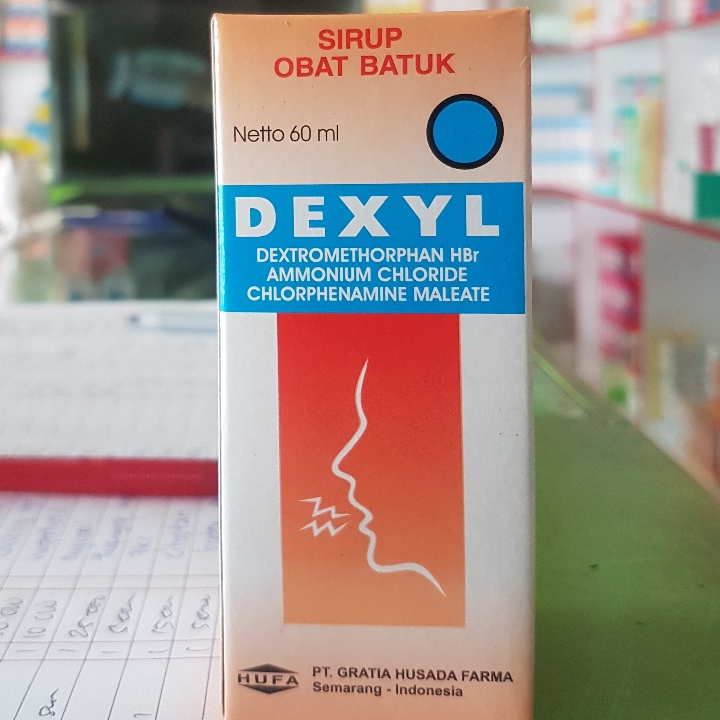 SIRUP
OBAT BATUK
Netto 60 ml
DEXYL
DEXTROMETHORPHAN HBr
AMMONIUM CHLORIDE
CHLORPHENAMINE MALEATE
HUFA
PT. GRATIA HUSADA FARMA
Semarang - Indonesia